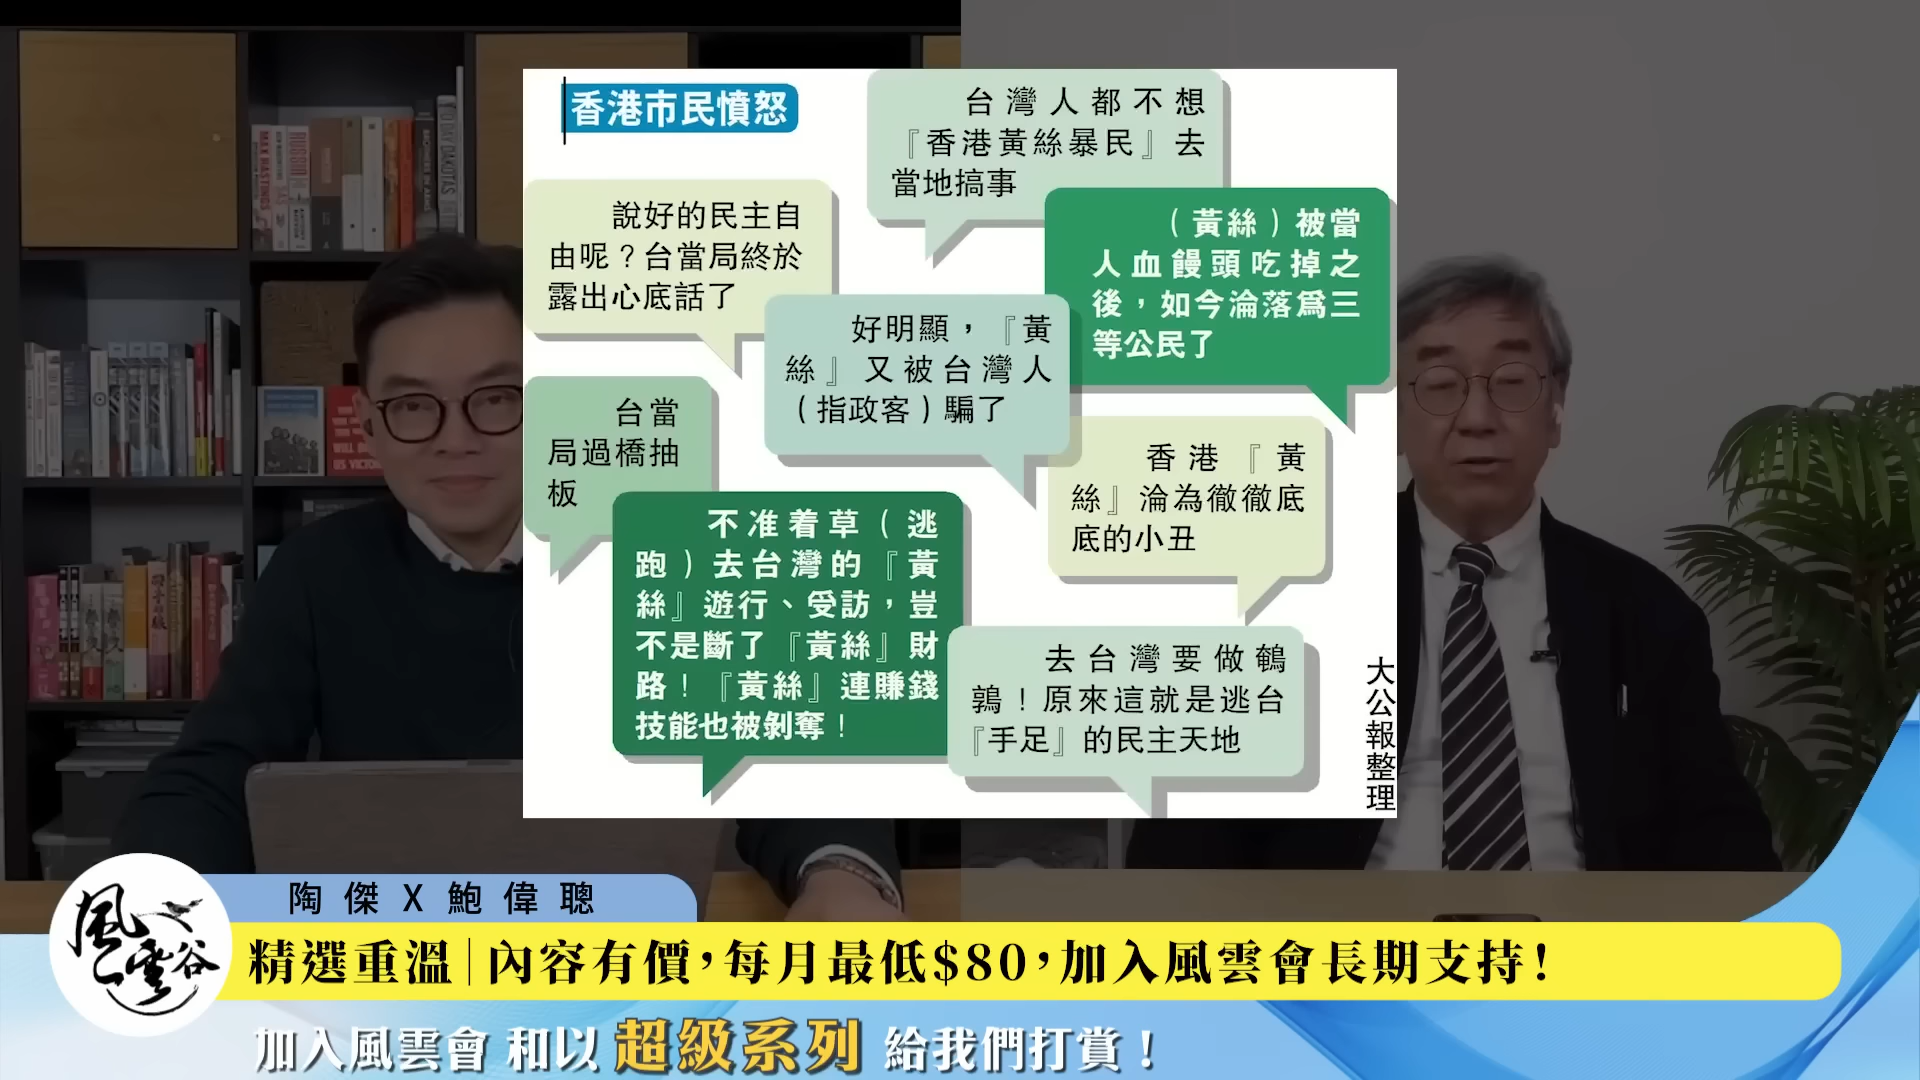 香港市民憤怒
台灣人都不想
『香港黃絲暴民』去
當地搞事
說好的民主自
由呢？台當局終於
露出心底話了
（黃絲）被當
人血饅頭吃掉之
後，如今淪落爲三
等公民了
好明顯，『黃
絲』又被台灣人
（指政客）騙了
台當
局過橋抽
板
香港『黃
絲』淪為徹徹底
底的小丑
不准着草（逃
跑）去台灣的『黃
絲』遊行、受訪，豈
不是斷了『黃絲』財
路！『黃絲』連賺錢
技能也被剝奪！
去台灣要做鵪
鶉！原來這就是逃台
『手足』的民主天地
大公報整理
MAX HASTINGS
RUSSIAN
TO DAY DAKOTAS
風雲谷
陶傑X鮑偉聰
精選重溫|內容有價，每月最低$80，加入風雲會長期支持！
加入風雲會 和以 超級系列 給我們打賞！